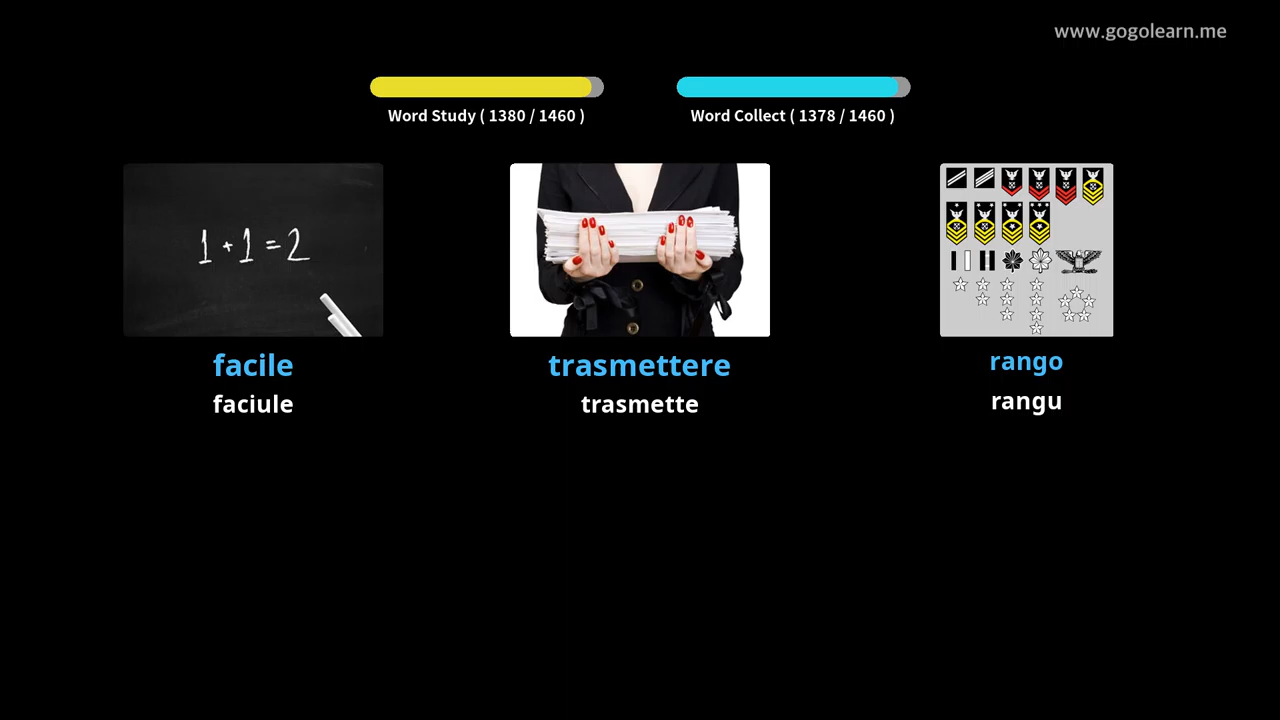 www.gogolearn.me
Word Study ( 1380 / 1460 )
Word Collect ( 1378 / 1460 )
1 + 1 = 2
facile
faciule
trasmettere
trasmette
rango
rangu